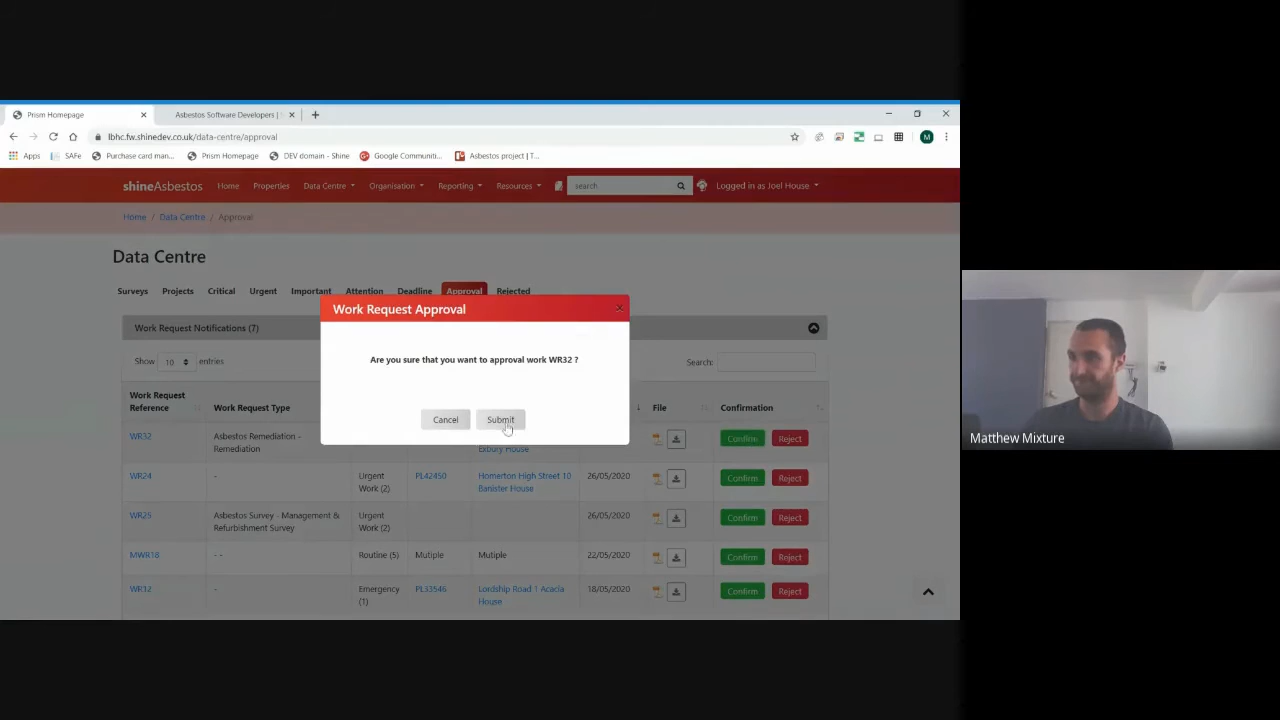 Prism Homepage
Asbestos Software Developers |
lbhc.fw.shinedev.co.uk/data-centre/approval
M
Apps SAFe Purchase card man... Prism Homepage DEV domain - Shine Google Communiti... Asbestos project | T...
shineAsbestos Home Properties Data Centre Organisation Reporting Resources search Logged in as Joel House
Home / Data Centre / Approval
Data Centre
Surveys Projects Critical Urgent Important Attention Deadline Approval Rejected
Work Request Approval
Work Request Notifications (7)
Are you sure that you want to approval work WR32 ?
Show 10 entries
Search:
Cancel Submit
Work Request
Reference Work Request Type File Confirmation
WR32 Asbestos Remediation -
Remediation
Exbury House
Confirm Reject
WR24 - Urgent
Work (2) PL42450 Homerton High Street 10
Banister House 26/05/2020 Confirm Reject
WR25 Asbestos Survey - Management &
Refurbishment Survey Urgent
Work (2) 26/05/2020 Confirm Reject
MWR18 - - Routine (5) Mutiple Mutiple 22/05/2020 Confirm Reject
WR12 - Emergency
(1) PL33546 Lordship Road 1 Acacia
House 18/05/2020 Confirm Reject
Matthew Mixture